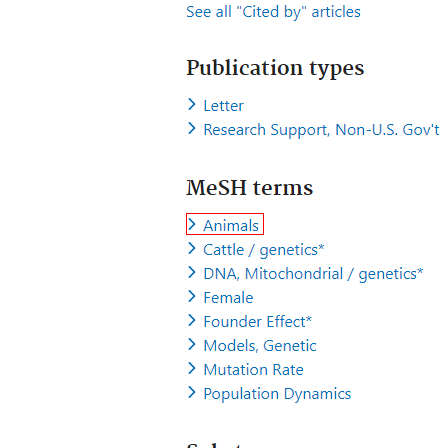 See all "Cited by" articles
Publication types
Letter
Research Support, Non-U.S. Gov't
MeSH terms
Animals
Cattle / genetics*
DNA, Mitochondrial / genetics*
Female
Founder Effect*
Models, Genetic
Mutation Rate
Population Dynamics